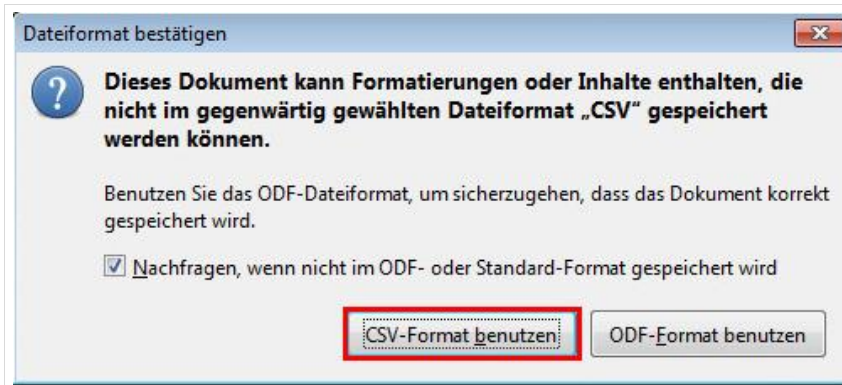 Dateiformat bestätigen
Dieses Dokument kann Formatierungen oder Inhalte enthalten, die
nicht im gegenwärtig gewählten Dateiformat „CSV“ gespeichert
werden können.
Benutzen Sie das ODF-Dateiformat, um sicherzugehen, dass das Dokument korrekt
gespeichert wird.
Nachfragen, wenn nicht im ODF- oder Standard-Format gespeichert wird
CSV-Format benutzen ODF-Format benutzen